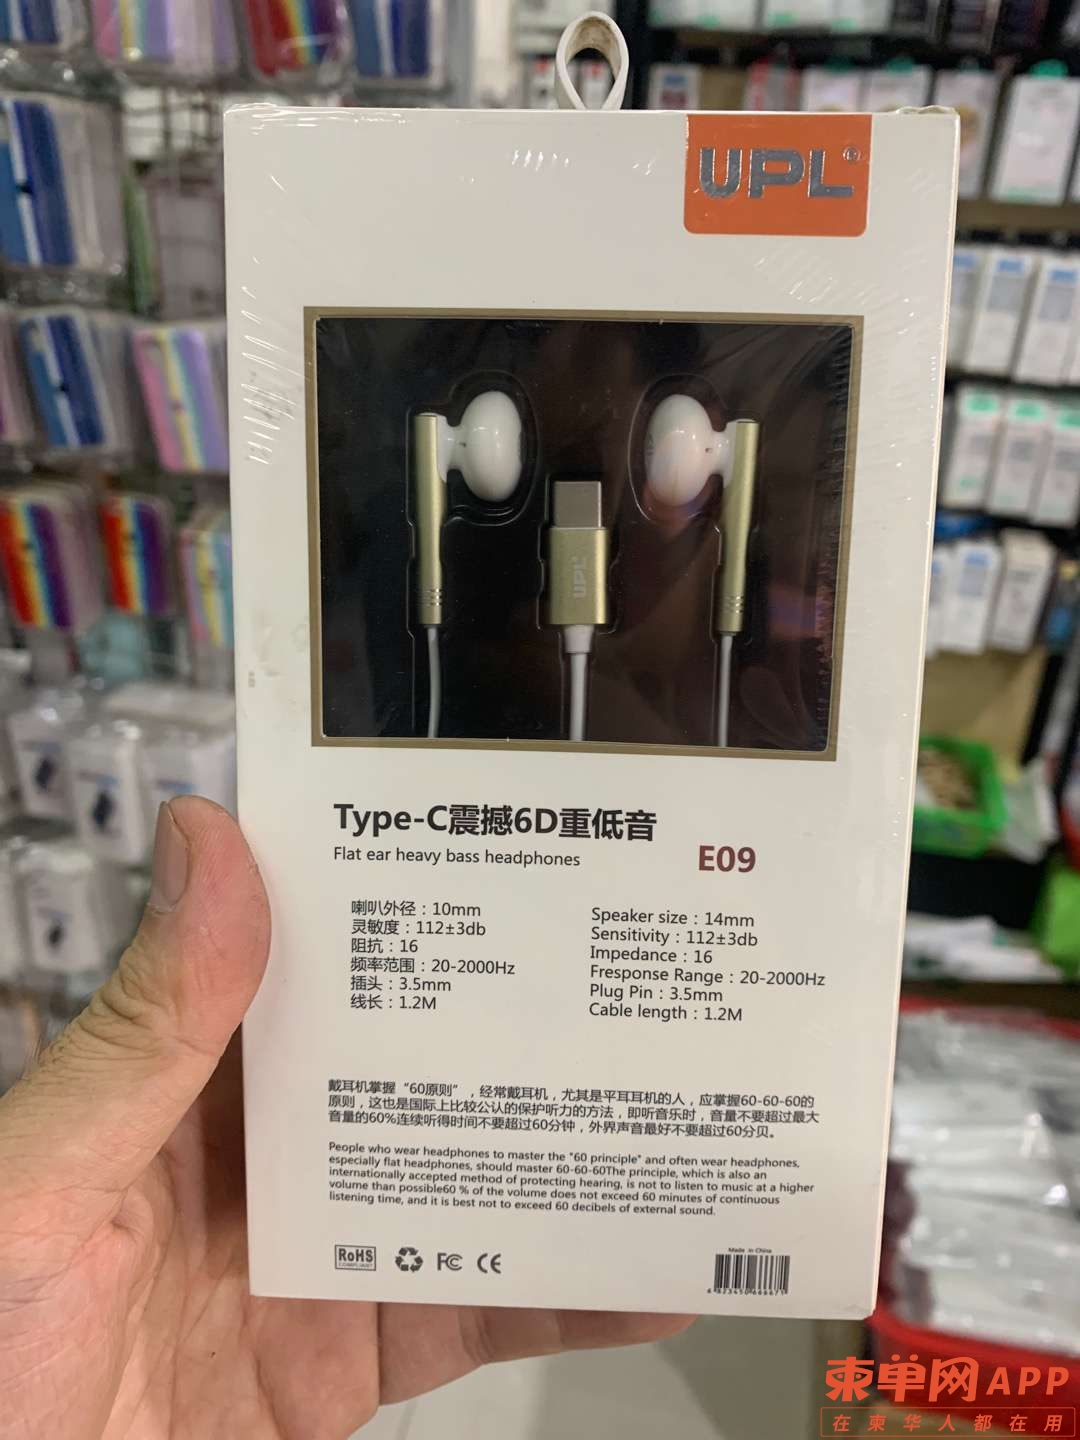 UPL®
UPL
Type-C震撼6D重低音
Flat ear heavy bass headphones
E09
喇叭外径：10mm
灵敏度：112±3db
阻抗：16
频率范围：20-2000Hz
插头：3.5mm
线长：1.2M
Speaker size：14mm
Sensitivity：112±3db
Impedance：16
Fresponse Range：20-2000Hz
Plug Pin：3.5mm
Cable length：1.2M
戴耳机掌握“60原则”，经常戴耳机，尤其是平耳耳机的人，应掌握60-60-60的
原则，这也是国际上比较公认的保护听力的方法，即听音乐时，音量不要超过最大
音量的60%连续听得时间不要超过60分钟，外界声音最好不要超过60分贝。
People who wear headphones to master the "60 principle" and often wear headphones,
especially flat headphones, should master 60-60-60The principle, which is also an
internationally accepted method of protecting hearing, is not to listen to music at a higher
volume than possible60 % of the volume does not exceed 60 minutes of continuous
listening time, and it is best not to exceed 60 decibels of external sound.
RoHS
COMPLIANT
FC CE
Made in China
柬单网APP
在柬华人都在用